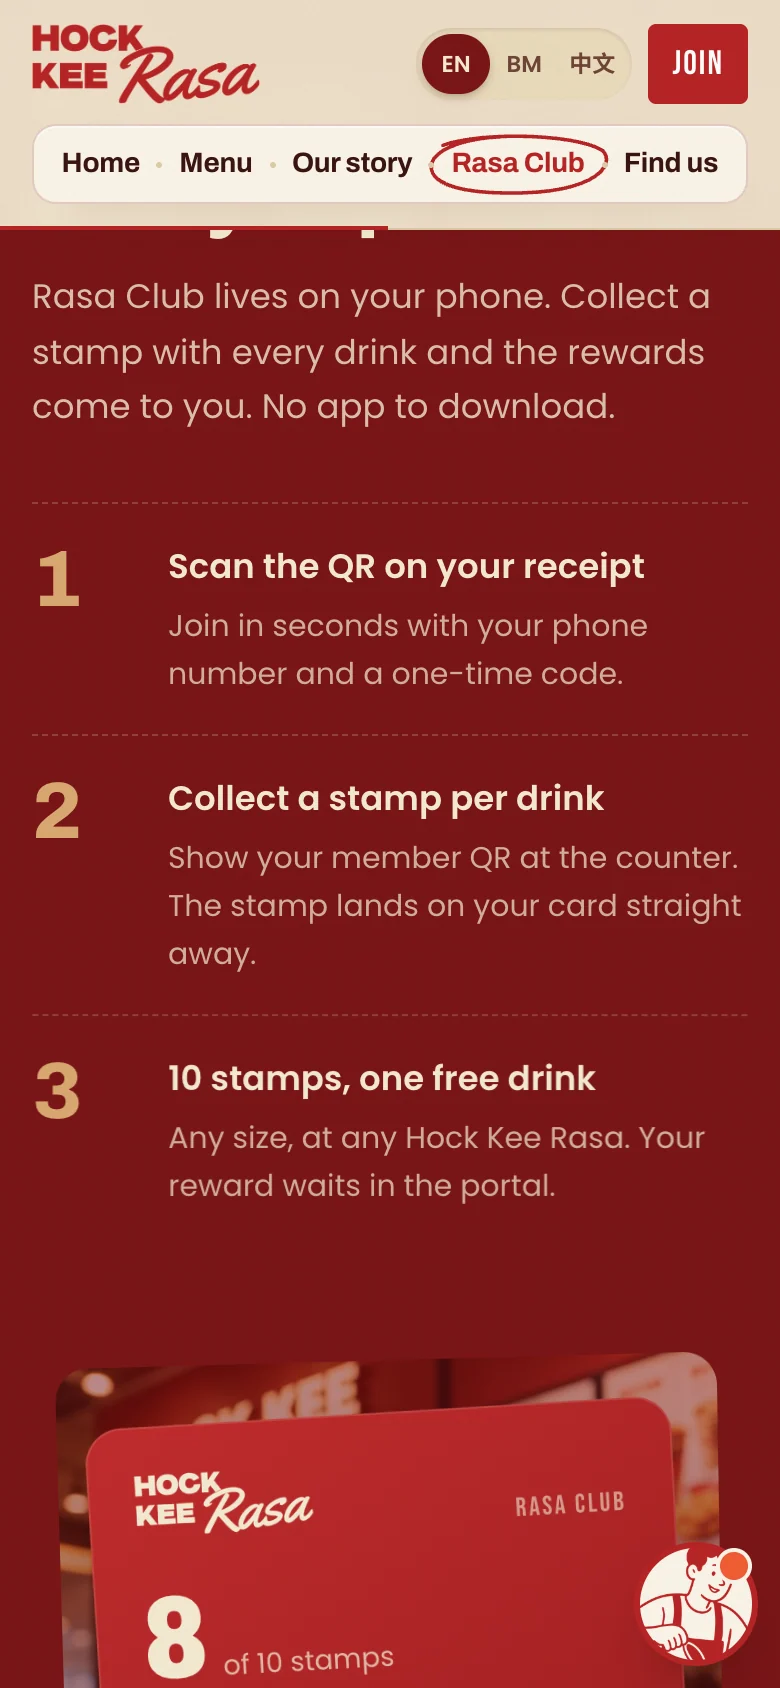 HOCK
KEE Rasa
EN BM 中文
JOIN
Home • Menu • Our story • Rasa Club • Find us
Rasa Club lives on your phone. Collect a
stamp with every drink and the rewards
come to you. No app to download.
1
Scan the QR on your receipt
Join in seconds with your phone
number and a one-time code.
2
Collect a stamp per drink
Show your member QR at the counter.
The stamp lands on your card straight
away.
3
10 stamps, one free drink
Any size, at any Hock Kee Rasa. Your
reward waits in the portal.
HOCK
KEE Rasa
RASA CLUB
8 of 10 stamps